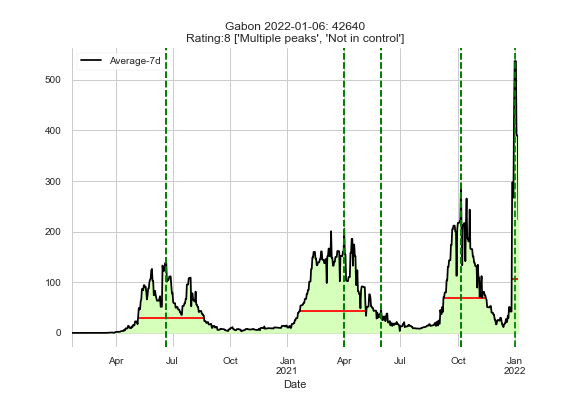 Gabon 2022-01-06: 42640
Rating:8 ['Multiple peaks', 'Not in control']
Average-7d
500
400
300
200
100
0
Apr Jul Oct Jan Apr Jul Oct Jan
2021 2022
Date